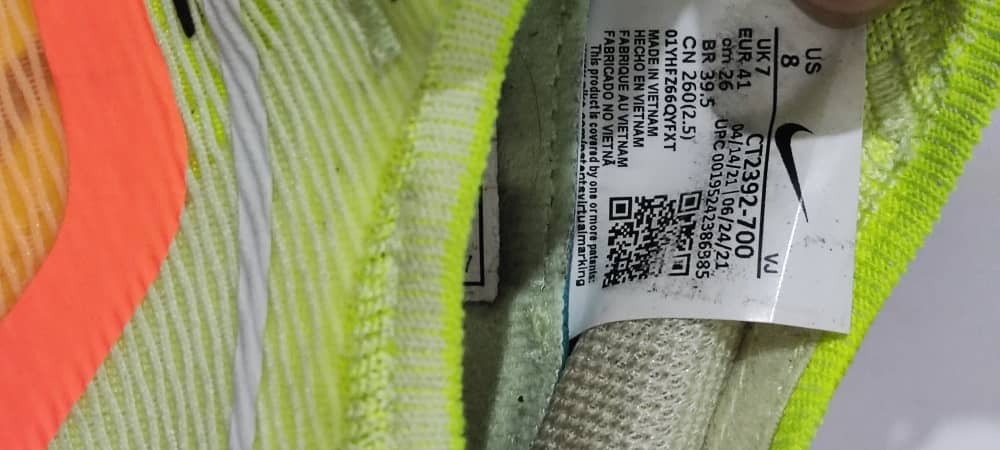 US
8
UK 7
EUR 41
cm 26
BR 39.5
CN 260(2.5)
CT2392-700
VJ
04/14/21 | 06/24/21
UPC 00195242386985
01YHFZ66QYFXT
MADE IN VIETNAM
HECHO EN VIETNAM
FABRIQUE AU VIETNAM
FABRICADO NO VIETNÃ
This product is covered by one or more patents: